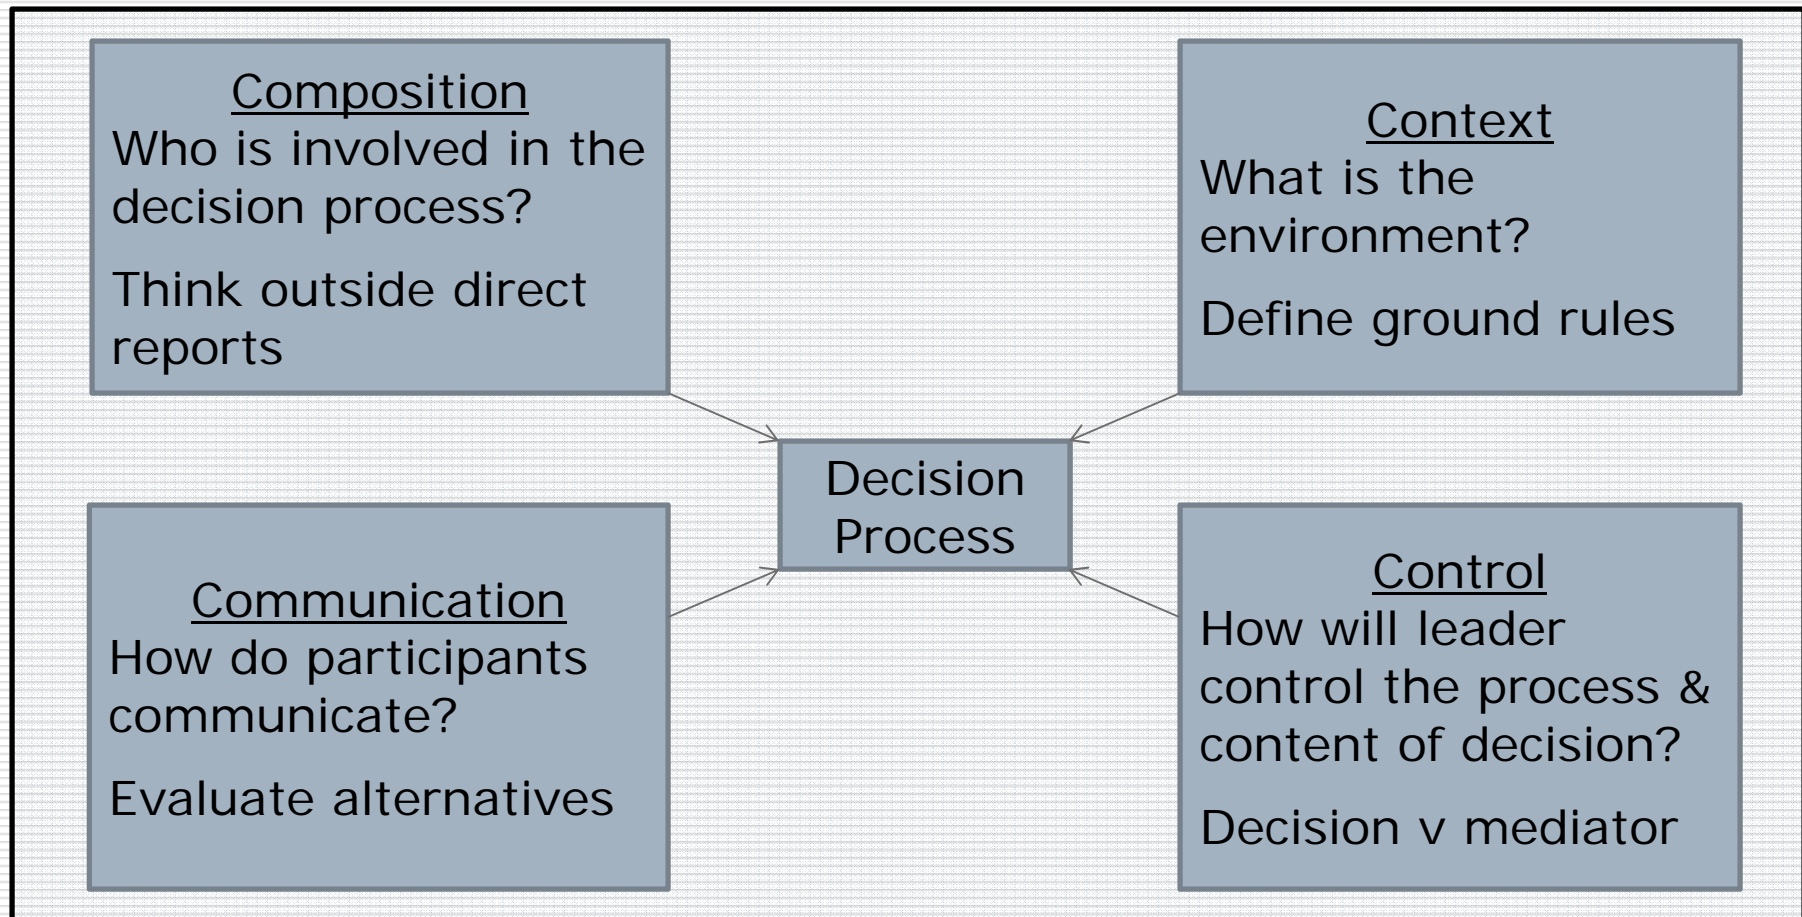 Composition
Who is involved in the
decision process?
Think outside direct
reports
Context
What is the
environment?
Define ground rules
Decision
Process
Communication
How do participants
communicate?
Evaluate alternatives
Control
How will leader
control the process &
content of decision?
Decision v mediator